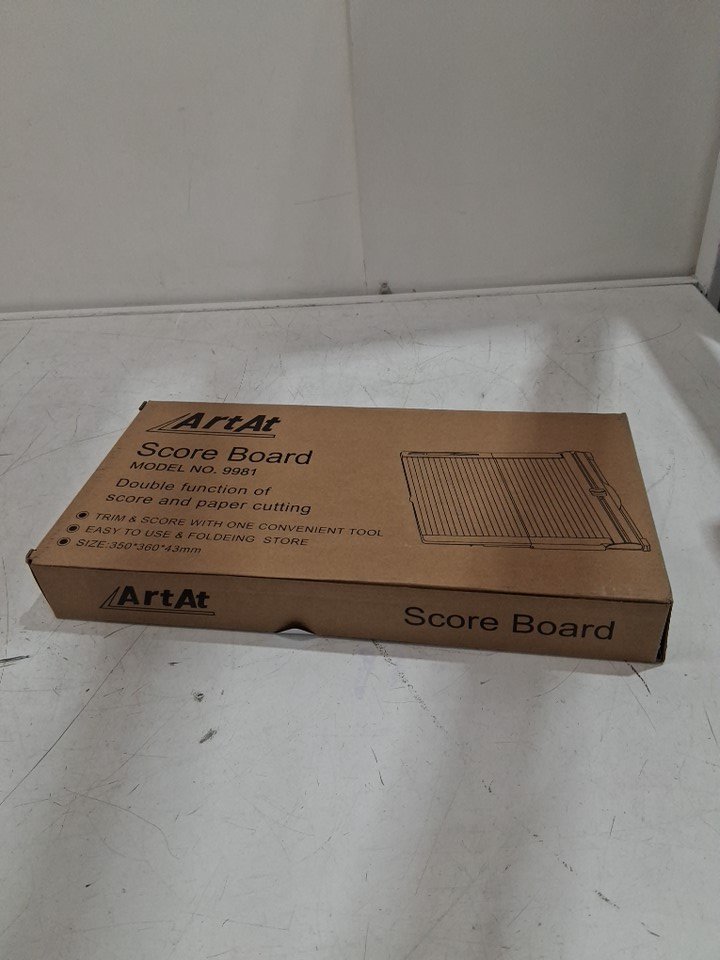 ArtAt
Score Board
MODEL NO. 9981
Double function of
score and paper cutting
TRIM & SCORE WITH ONE CONVENIENT TOOL
EASY TO USE & FOLDEING STORE
SIZE:350*360*43mm
ArtAt
Score Board